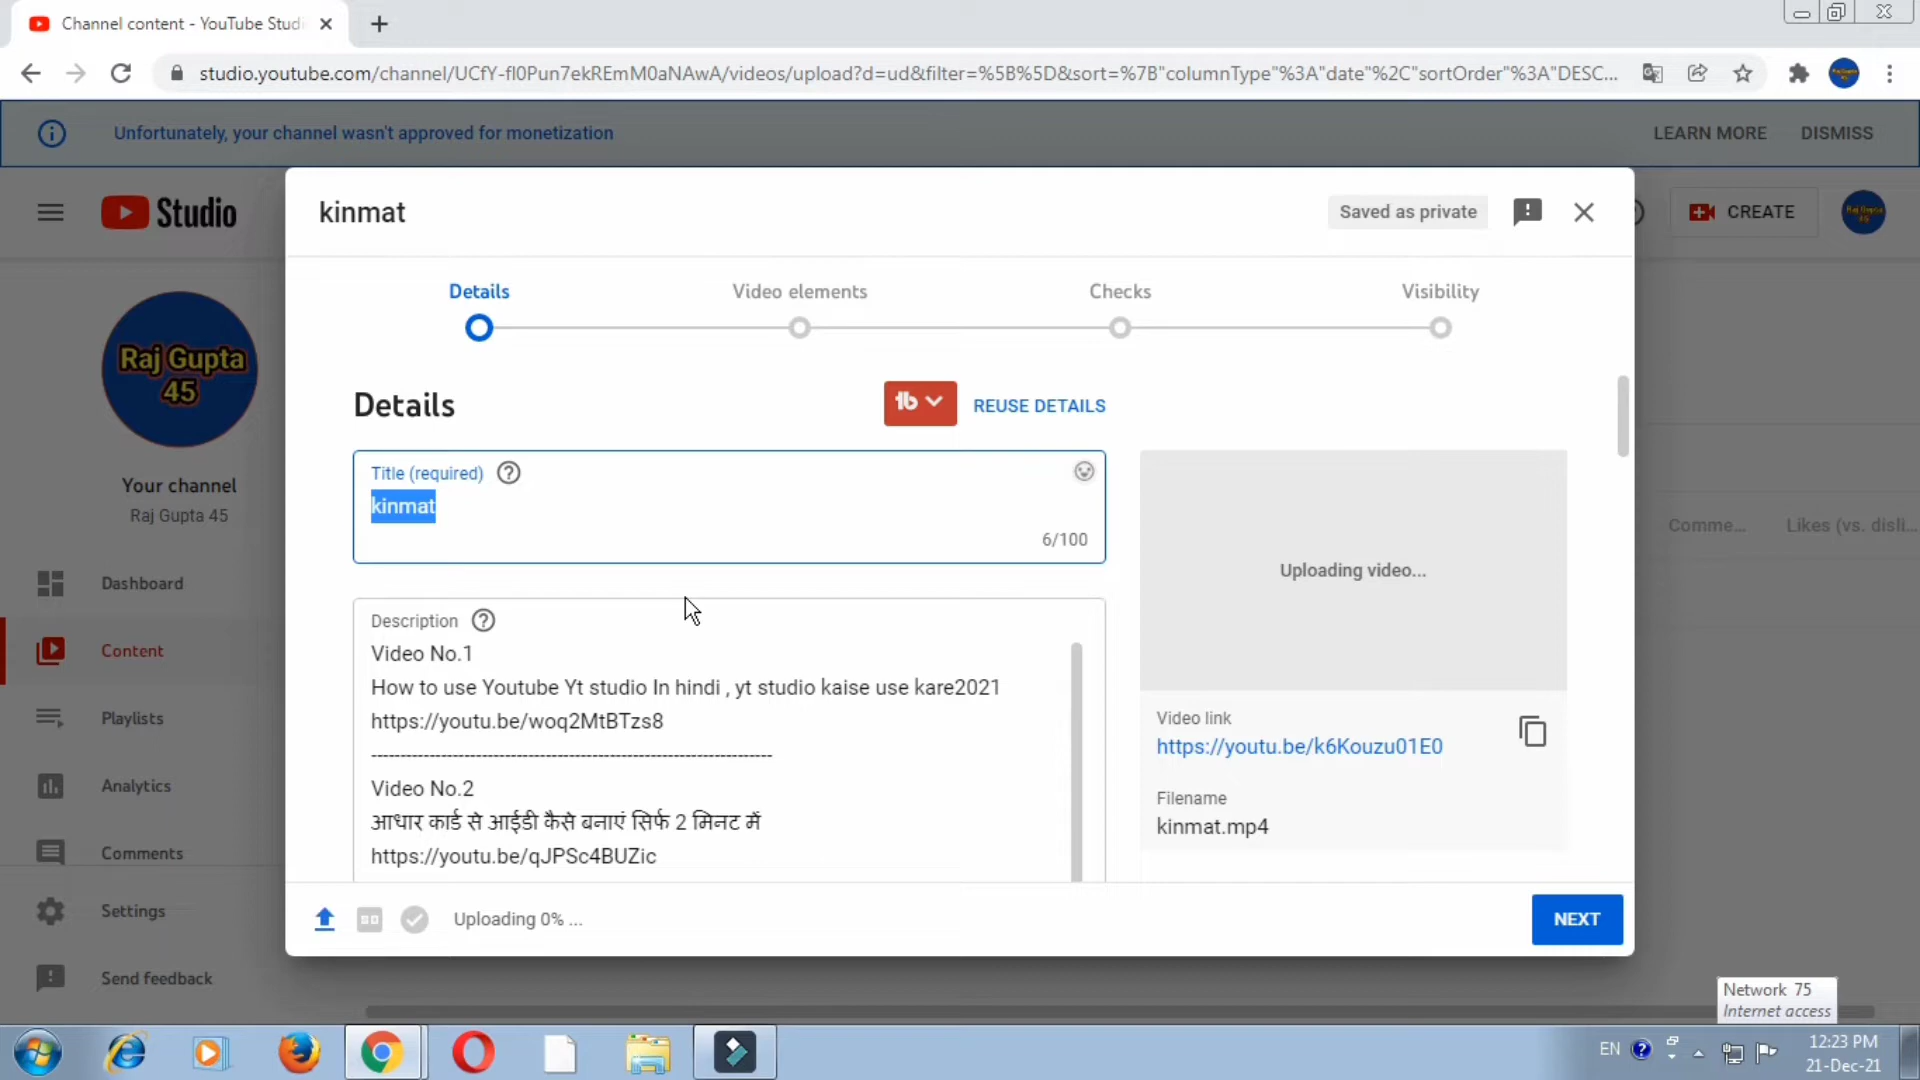 Channel content - YouTube Studi
studio.youtube.com/channel/UCfY-fl0Pun7ekREmM0aNAwA/videos/upload?d=ud&filter=%5B%5D&sort=%7B"columnType"%3A"date"%2C"sortOrder"%3A"DESC...
Unfortunately, your channel wasn't approved for monetization
LEARN MORE
DISMISS
Studio
kinmat
Saved as private
CREATE
Details
Video elements
Checks
Visibility
Raj Gupta
45
Details
REUSE DETAILS
Title (required)
kinmat
6/100
Your channel
Raj Gupta 45
Uploading video...
Comme...
Likes (vs. disli...
Description
Video No.1
How to use Youtube Yt studio In hindi , yt studio kaise use kare2021
https://youtu.be/woq2MtBTzs8
-----------------------------------------------------------------
Video No.2
आधार कार्ड से आईडी कैसे बनाएं सिर्फ 2 मिनट में
https://youtu.be/qJPSc4BUZic
Video link
https://youtu.be/k6Kouzu01E0
Filename
kinmat.mp4
Dashboard
Content
Playlists
Analytics
Comments
Settings
Send feedback
Uploading 0% ...
NEXT
Network 75
Internet access
EN
12:23 PM
21-Dec-21